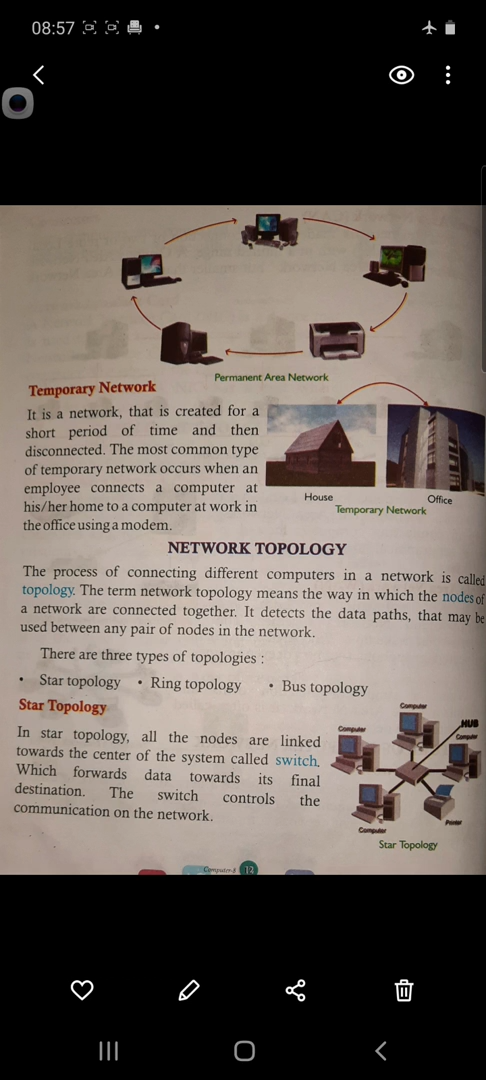 08:57
Permanent Area Network
Temporary Network
It is a network, that is created for a
short period of time and then
disconnected. The most common type
of temporary network occurs when an
employee connects a computer at
his/her home to a computer at work in
the office using a modem.
House
Office
Temporary Network
NETWORK TOPOLOGY
The process of connecting different computers in a network is called
topology. The term network topology means the way in which the nodes of
a network are connected together. It detects the data paths, that may be
used between any pair of nodes in the network.
There are three types of topologies :
• Star topology • Ring topology • Bus topology
Star Topology
In star topology, all the nodes are linked
towards the center of the system called switch.
Which forwards data towards its final
destination. The switch controls the
communication on the network.
Computer
HUB
Computer
Computer
Printer
Computer
Star Topology
Computer-8 12